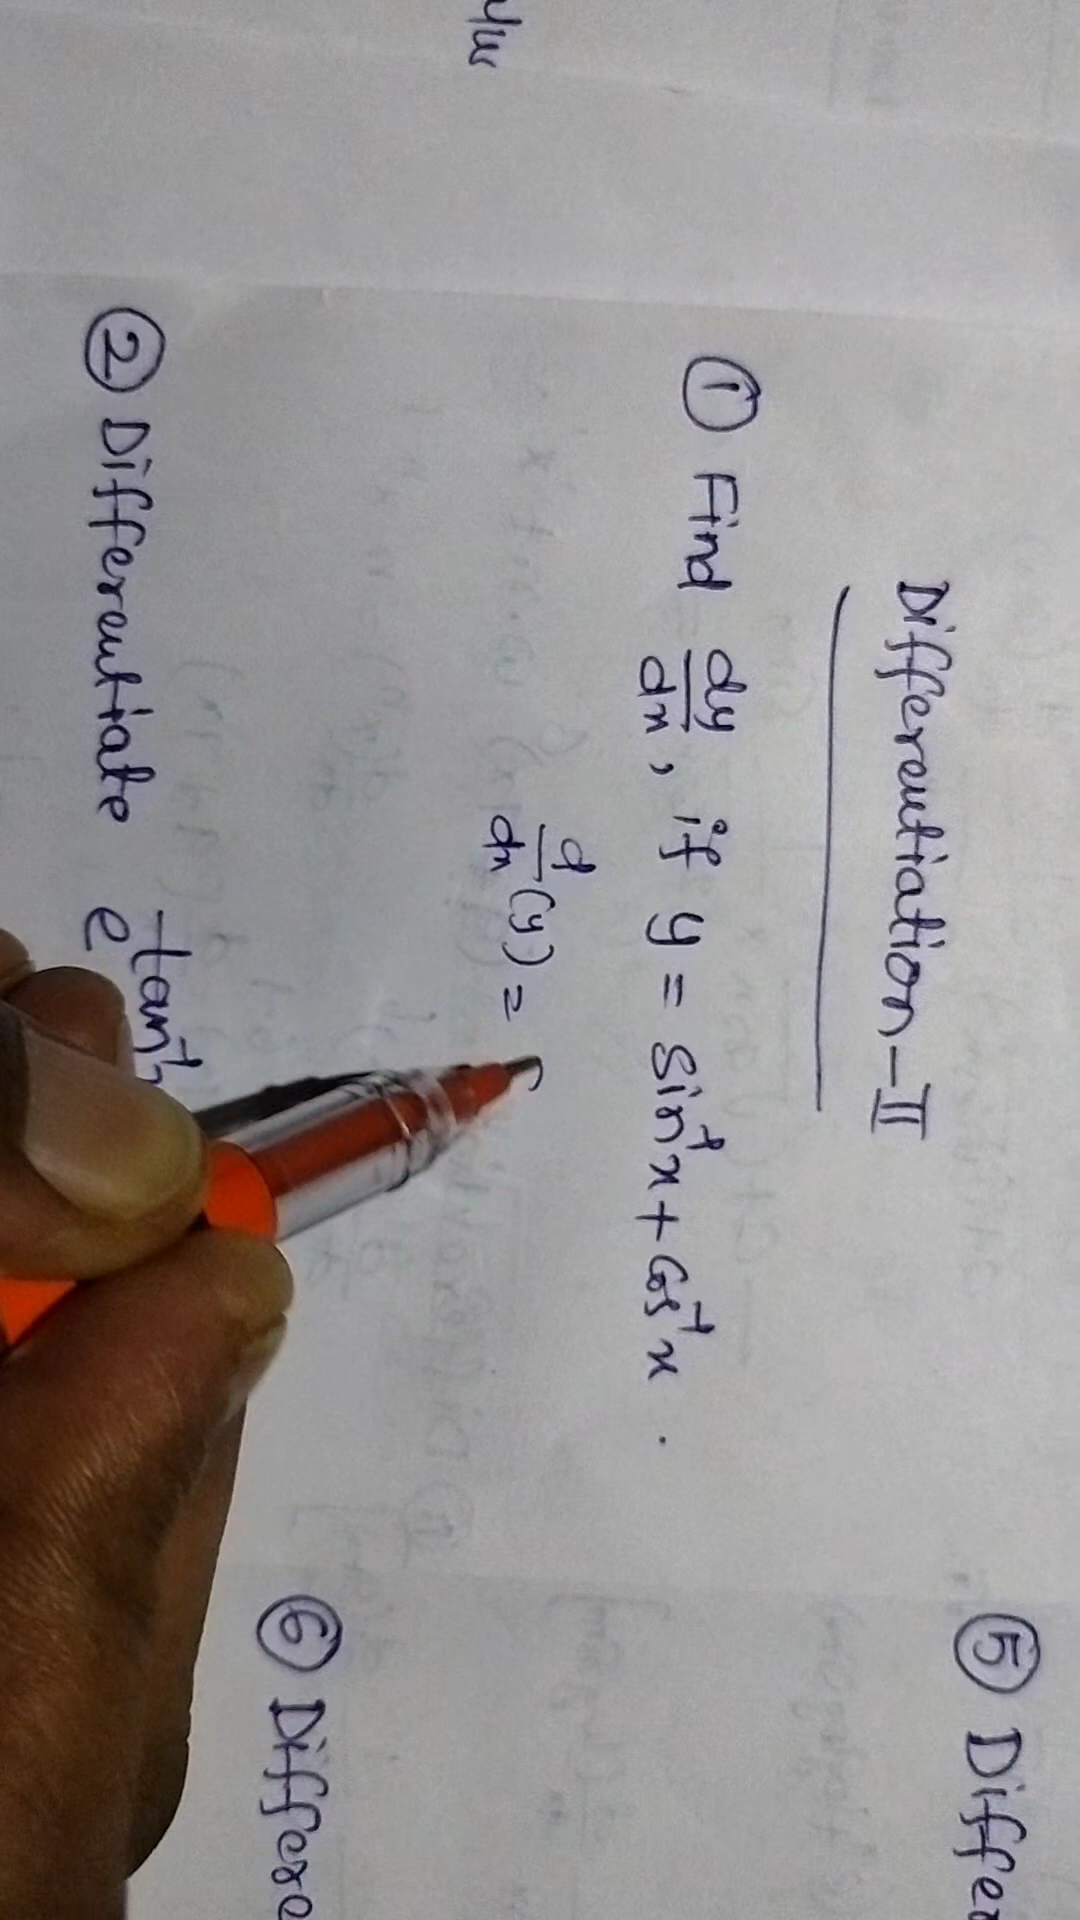 Differentiation-II
① Find dy/dx, if y = Sin⁻¹x + Cos⁻¹x.
d/dx (y) =
② Differentiate e^tan⁻¹
⑤ Differ
⑥ Differe